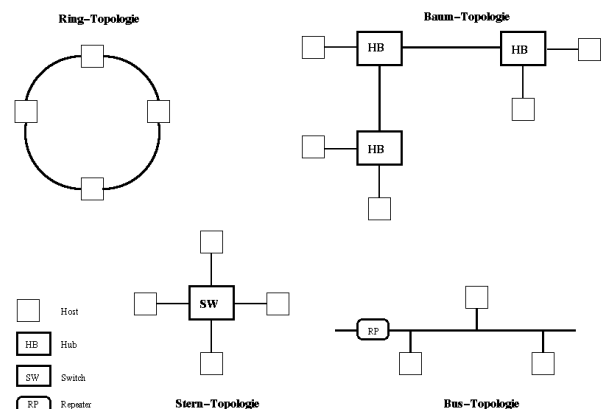 Ring-Topologie
Baum-Topologie
HB
HB
HB
SW
Host
HB Hub
SW Switch
RP Repeater
RP
Stern-Topologie
Bus-Topologie